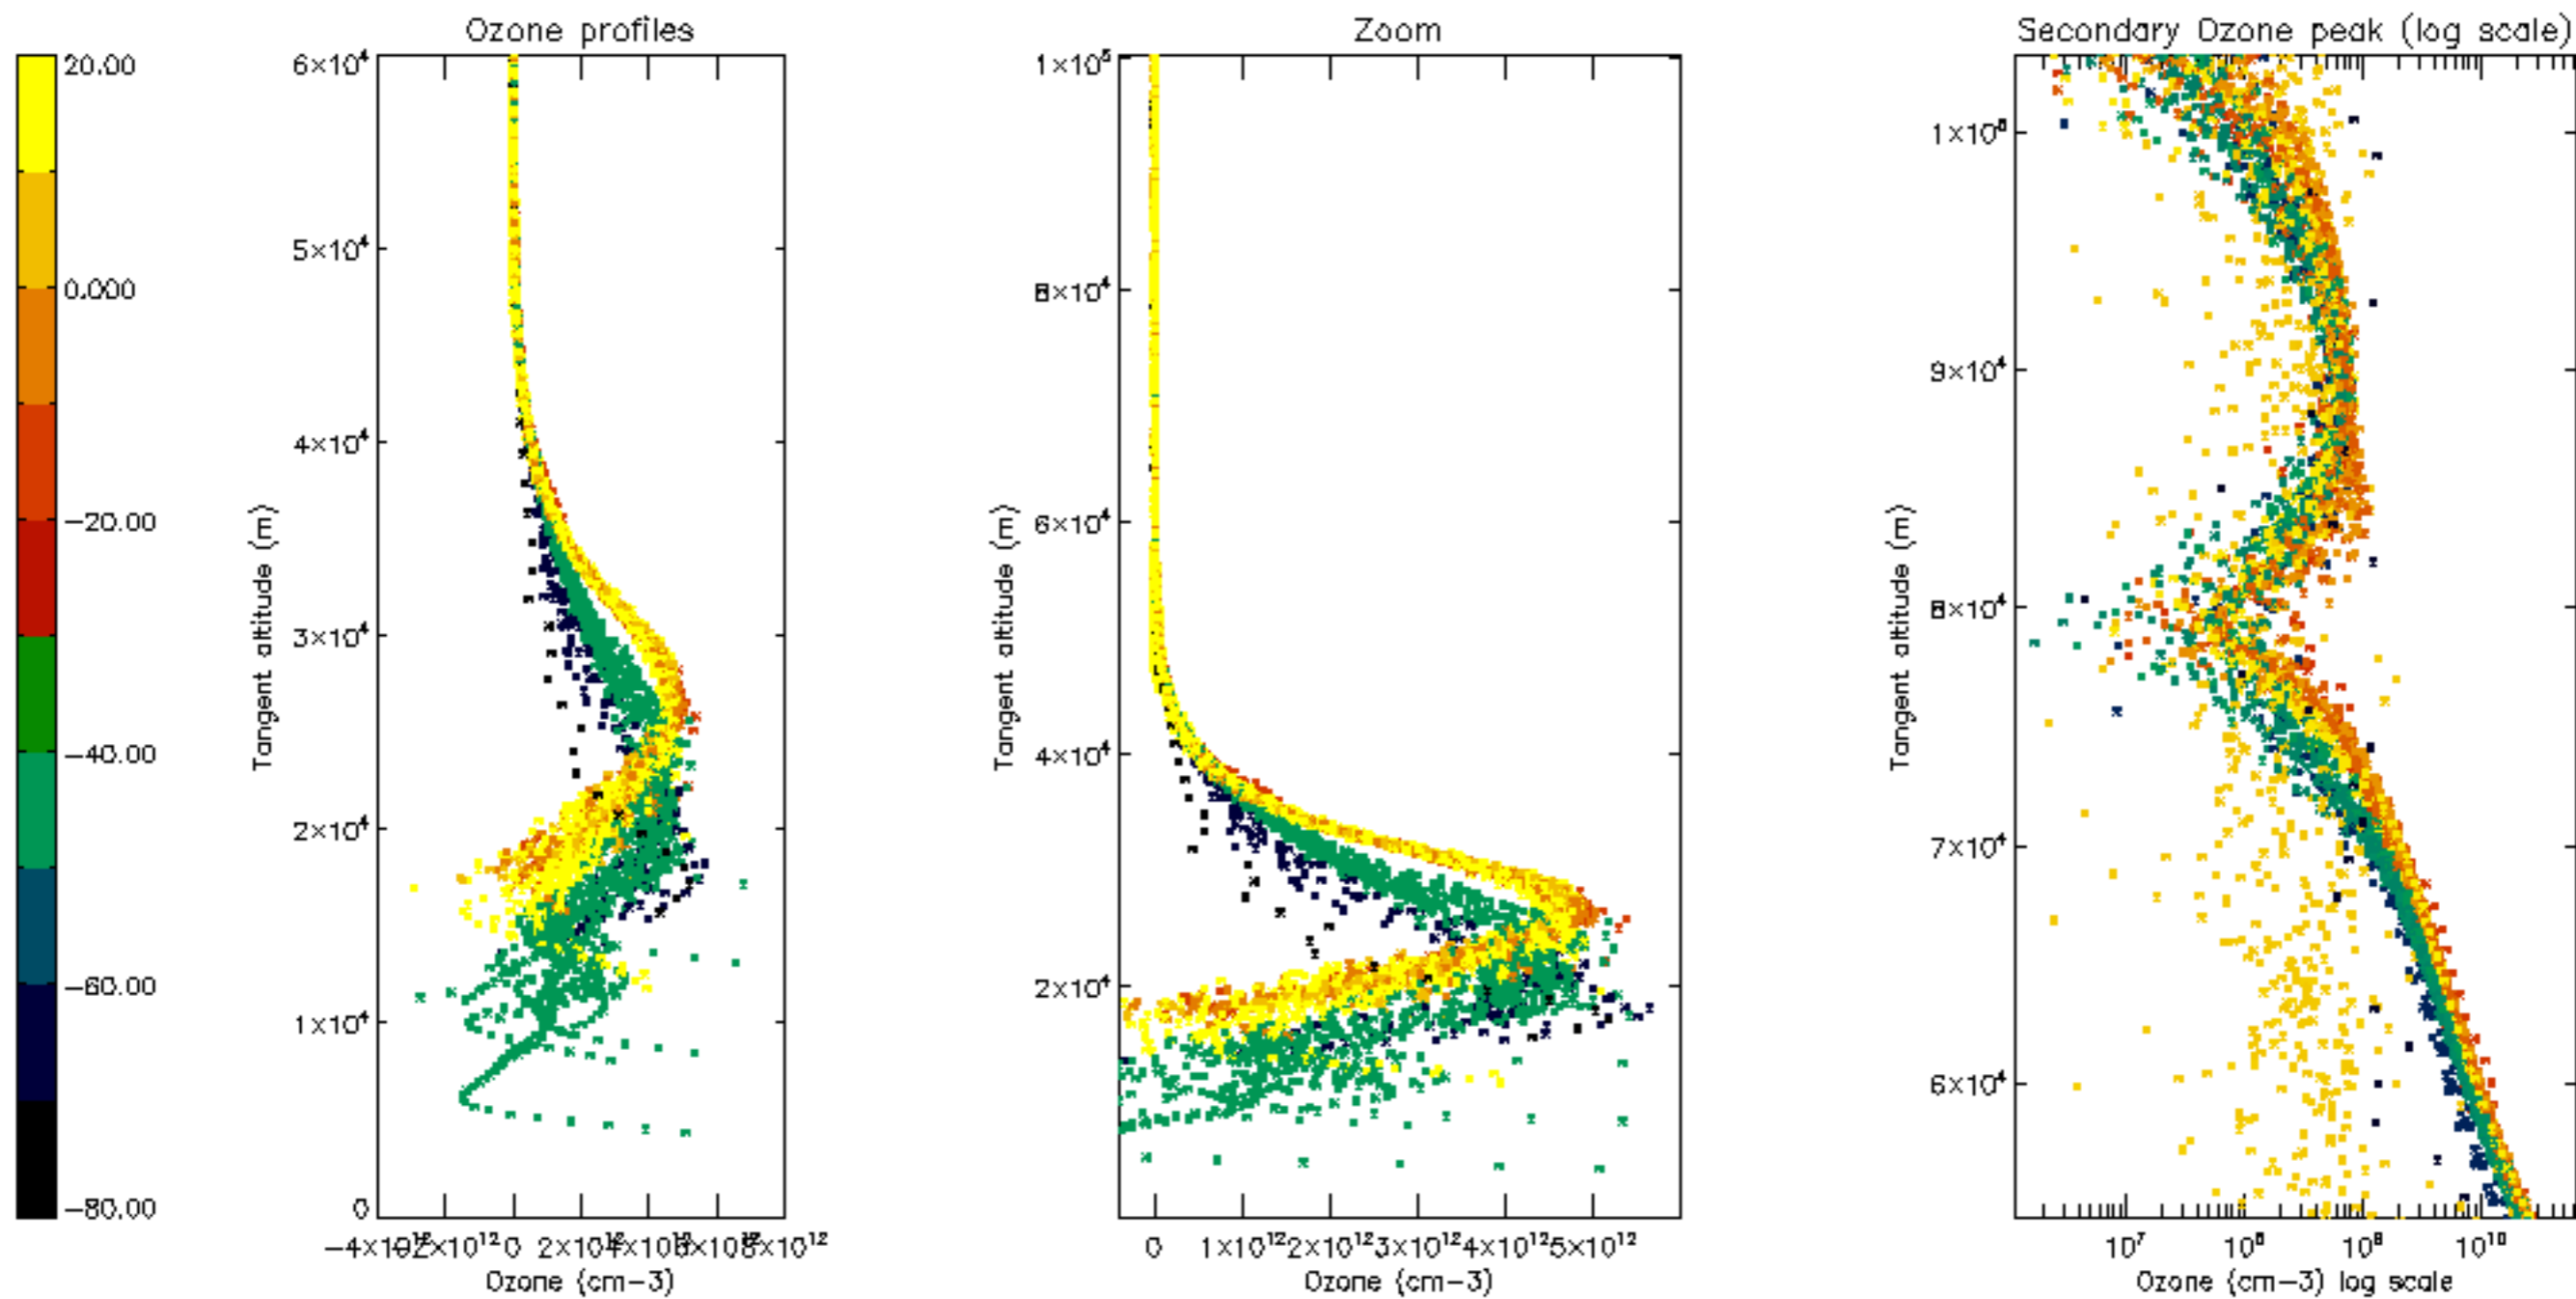 Ozone profiles
Zoom
Secondary Ozone peak (log scale)
20.00
0.000
−20.00
−40.00
−60.00
−80.00
6×10⁴
5×10⁴
4×10⁴
3×10⁴
2×10⁴
1×10⁴
0
Tangent altitude (m)
0
Ozone (cm−3)
1×10⁵
8×10⁴
6×10⁴
4×10⁴
2×10⁴
Tangent altitude (m)
0 1×10¹² 2×10¹² 3×10¹² 4×10¹² 5×10¹²
Ozone (cm−3)
9×10⁴
8×10⁴
7×10⁴
6×10⁴
Tangent altitude (m)
10⁷ 10⁸ 10⁹ 10¹⁰
Ozone (cm−3) log scale